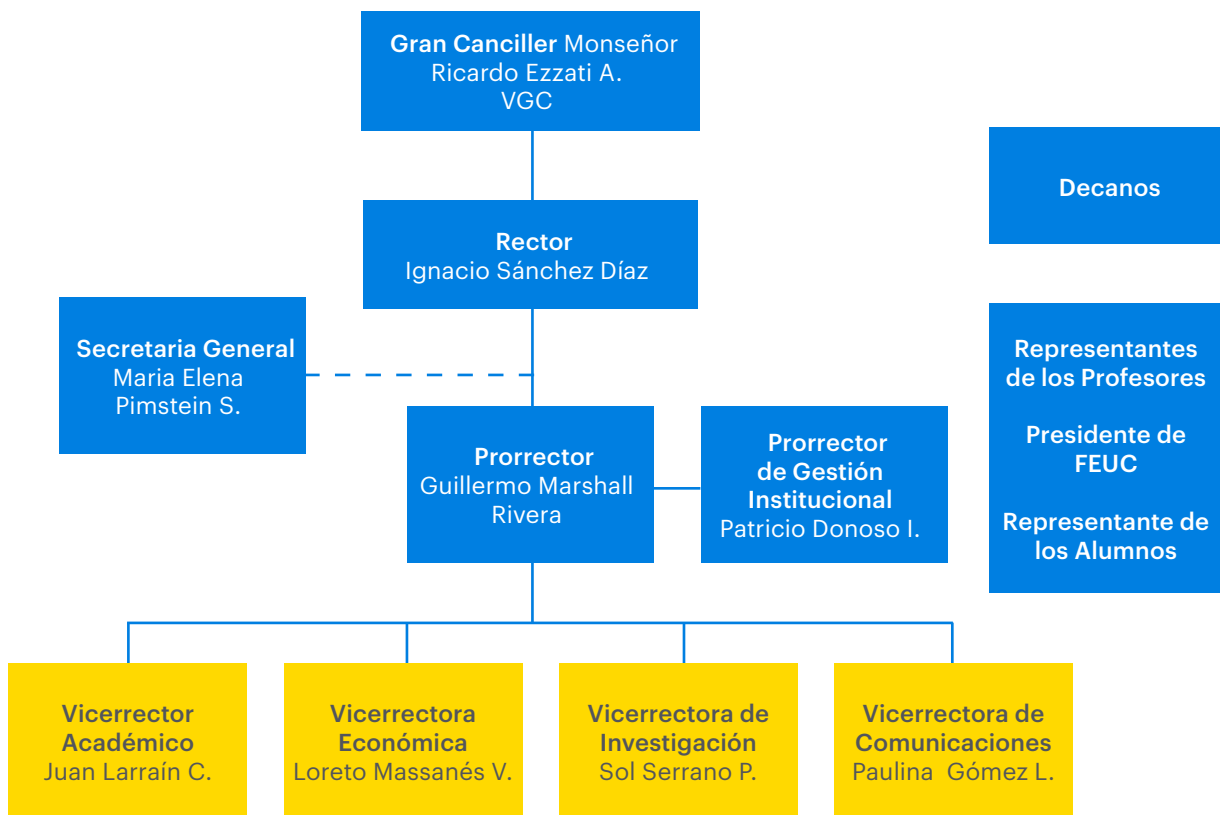 Gran Canciller Monseñor
Ricardo Ezzati A.
VGC
Decanos
Rector
Ignacio Sánchez Díaz
Secretaria General
Maria Elena
Pimstein S.
Representantes
de los Profesores
Presidente de
FEUC
Representante de
los Alumnos
Prorrector
Guillermo Marshall
Rivera
Prorrector
de Gestión
Institucional
Patricio Donoso I.
Vicerrector
Académico
Juan Larraín C.
Vicerrectora
Económica
Loreto Massanés V.
Vicerrectora de
Investigación
Sol Serrano P.
Vicerrectora de
Comunicaciones
Paulina Gómez L.